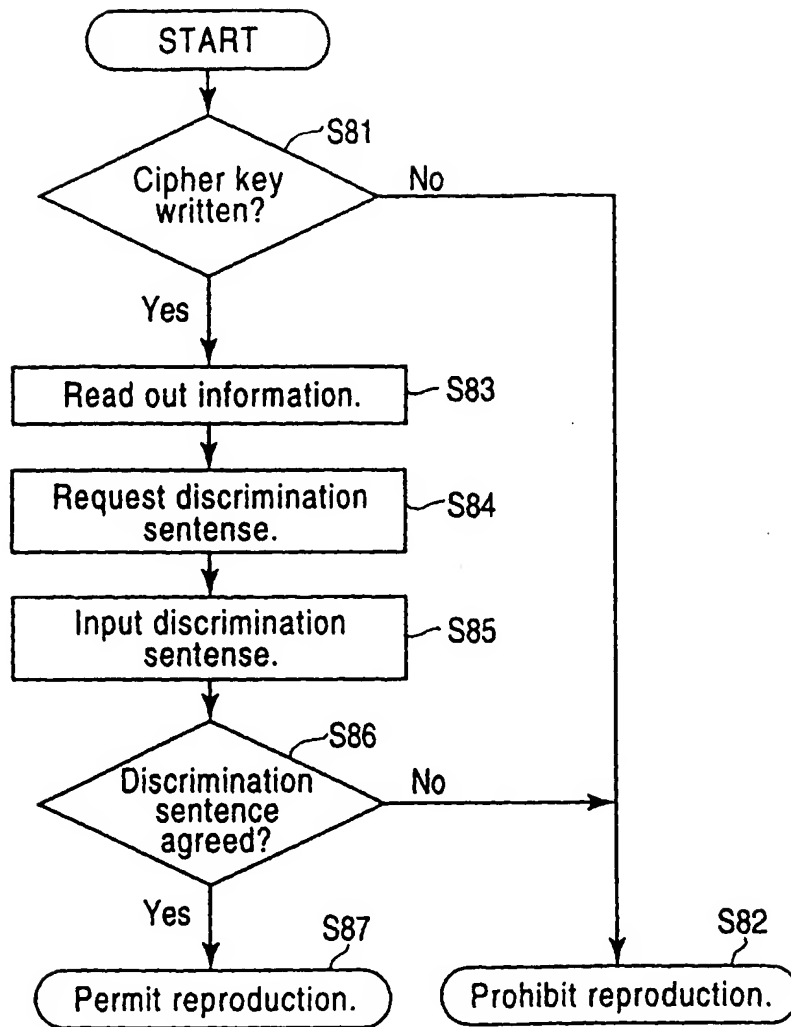 START
S81
Cipher key
written?
No
Yes
Read out information.
S83
Request discrimination
sentense.
S84
Input discrimination
sentense.
S85
S86
Discrimination
sentence
agreed?
No
Yes
S87
Permit reproduction.
S82
Prohibit reproduction.